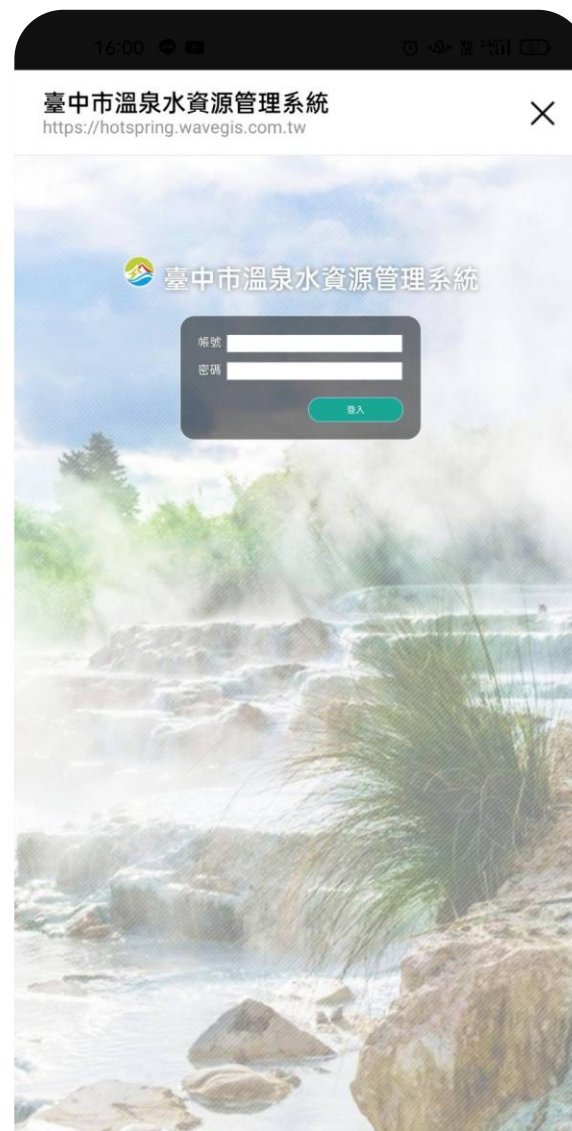 16:00
臺中市溫泉水資源管理系統
https://hotspring.wavegis.com.tw
臺中市溫泉水資源管理系統
帳號
密碼
登入